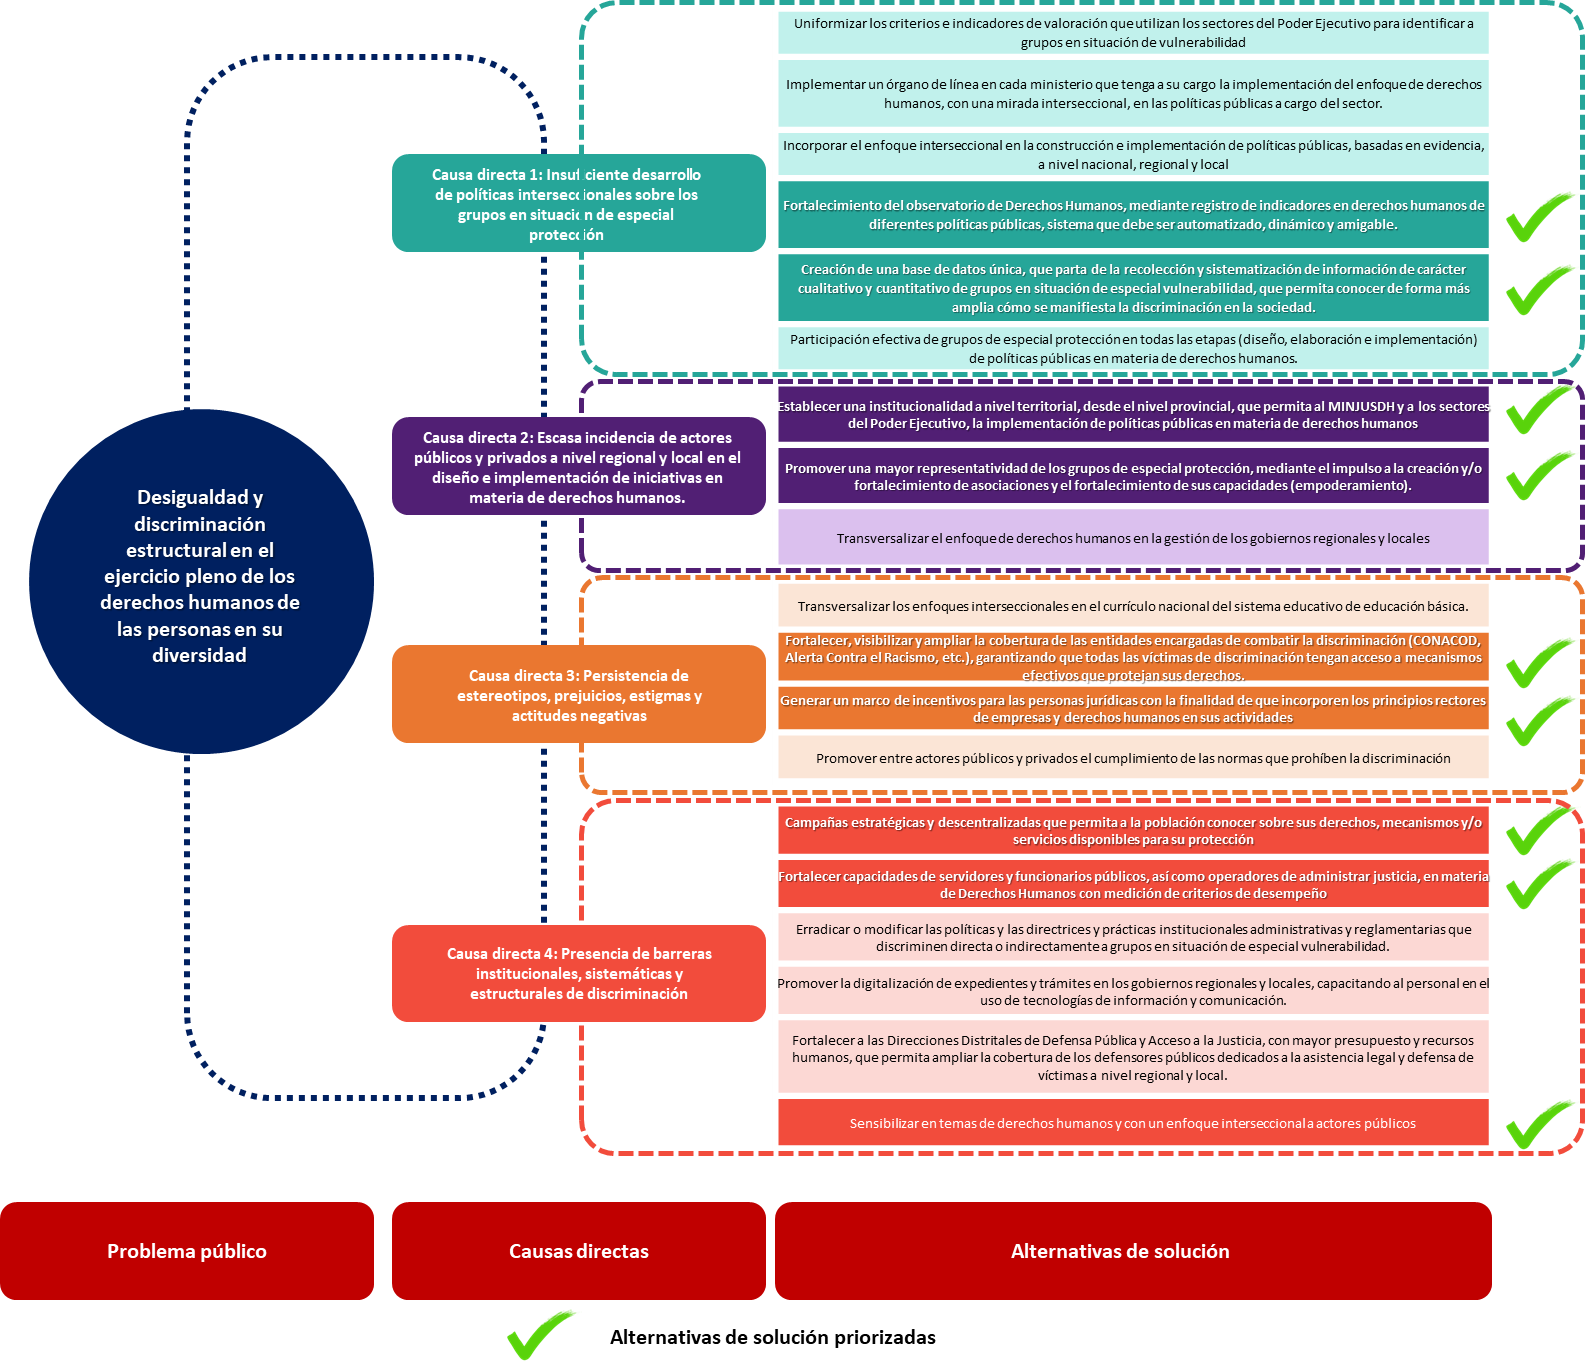 Desigualdad y
discriminación
estructural en el
ejercicio pleno de los
derechos humanos de
las personas en su
diversidad
Causa directa 1: Insuficiente desarrollo
de políticas interseccionales sobre los
grupos en situación de especial
protección
Uniformizar los criterios e indicadores de valoración que utilizan los sectores del Poder Ejecutivo para identificar a
grupos en situación de vulnerabilidad
Implementar un órgano de línea en cada ministerio que tenga a su cargo la implementación del enfoque de derechos
humanos, con una mirada interseccional, en las políticas públicas a cargo del sector.
Incorporar el enfoque interseccional en la construcción e implementación de políticas públicas, basadas en evidencia,
a nivel nacional, regional y local
Fortalecimiento del observatorio de Derechos Humanos, mediante registro de indicadores en derechos humanos de
diferentes políticas públicas, sistema que debe ser automatizado, dinámico y amigable.
Creación de una base de datos única, que parta de la recolección y sistematización de información de carácter
cualitativo y cuantitativo de grupos en situación de especial vulnerabilidad, que permita conocer de forma más
amplia cómo se manifiesta la discriminación en la sociedad.
Participación efectiva de grupos de especial protección en todas las etapas (diseño, elaboración e implementación)
de políticas públicas en materia de derechos humanos.
Causa directa 2: Escasa incidencia de actores
públicos y privados a nivel regional y local en el
diseño e implementación de iniciativas en
materia de derechos humanos.
Establecer una institucionalidad a nivel territorial, desde el nivel provincial, que permita al MINJUSDH y a los sectores
del Poder Ejecutivo, la implementación de políticas públicas en materia de derechos humanos
Promover una mayor representatividad de los grupos de especial protección, mediante el impulso a la creación y/o
fortalecimiento de asociaciones y el fortalecimiento de sus capacidades (empoderamiento).
Transversalizar el enfoque de derechos humanos en la gestión de los gobiernos regionales y locales
Causa directa 3: Persistencia de
estereotipos, prejuicios, estigmas y
actitudes negativas
Transversalizar los enfoques interseccionales en el currículo nacional del sistema educativo de educación básica.
Fortalecer, visibilizar y ampliar la cobertura de las entidades encargadas de combatir la discriminación (CONACOD,
Alerta Contra el Racismo, etc.), garantizando que todas las víctimas de discriminación tengan acceso a mecanismos
efectivos que protejan sus derechos.
Generar un marco de incentivos para las personas jurídicas con la finalidad de que incorporen los principios rectores
de empresas y derechos humanos en sus actividades
Promover entre actores públicos y privados el cumplimiento de las normas que prohíben la discriminación
Causa directa 4: Presencia de barreras
institucionales, sistemáticas y
estructurales de discriminación
Campañas estratégicas y descentralizadas que permita a la población conocer sobre sus derechos, mecanismos y/o
servicios disponibles para su protección
Fortalecer capacidades de servidores y funcionarios públicos, así como operadores de administrar justicia, en materia
de Derechos Humanos con medición de criterios de desempeño
Erradicar o modificar las políticas y las directrices y prácticas institucionales administrativas y reglamentarias que
discriminen directa o indirectamente a grupos en situación de especial vulnerabilidad.
Promover la digitalización de expedientes y trámites en los gobiernos regionales y locales, capacitando al personal en el
uso de tecnologías de información y comunicación.
Fortalecer a las Direcciones Distritales de Defensa Pública y Acceso a la Justicia, con mayor presupuesto y recursos
humanos, que permita ampliar la cobertura de los defensores públicos dedicados a la asistencia legal y defensa de
víctimas a nivel regional y local.
Sensibilizar en temas de derechos humanos y con un enfoque interseccional a actores públicos
Problema público
Causas directas
Alternativas de solución
Alternativas de solución priorizadas